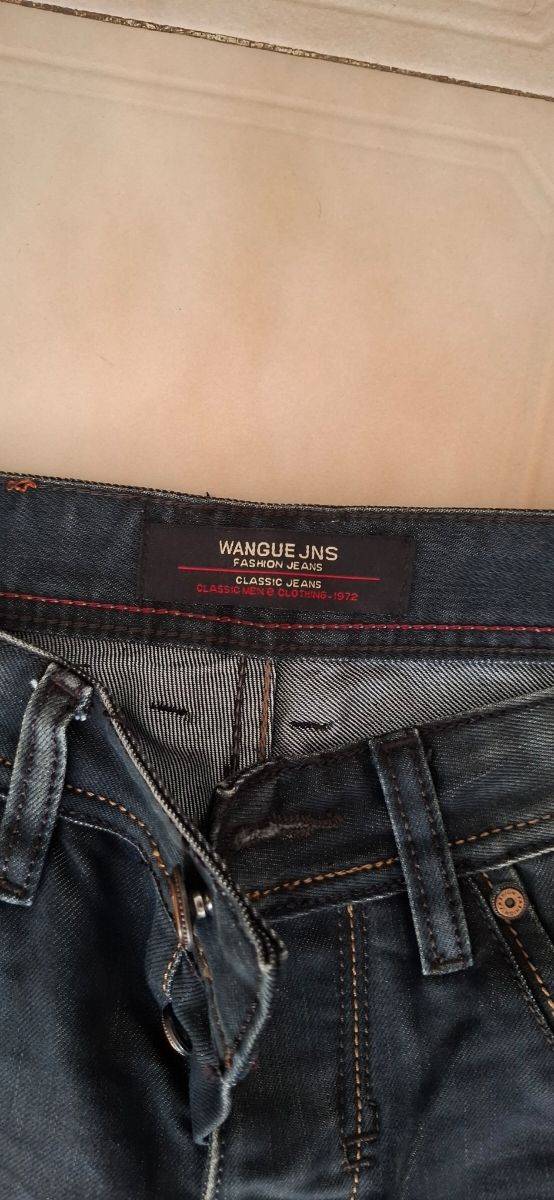 WANGUE JNS
FASHION JEANS
CLASSIC JEANS
CLASSIC MEN e CLOTHING-1972